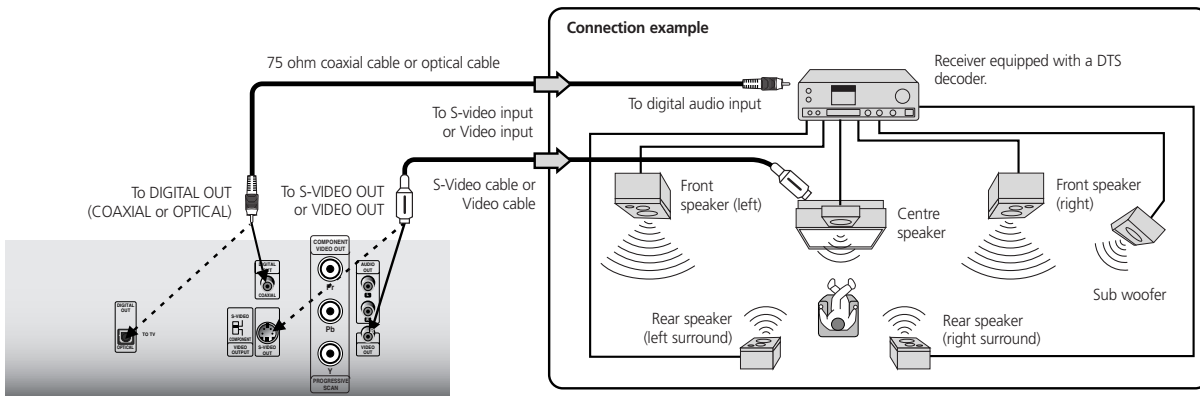 Connection example
75 ohm coaxial cable or optical cable
Receiver equipped with a DTS
decoder.
To digital audio input
To S-video input
or Video input
To DIGITAL OUT
(COAXIAL or OPTICAL)
To S-VIDEO OUT
or VIDEO OUT
S-Video cable or
Video cable
Front
speaker (left)
Centre
speaker
Front speaker
(right)
Sub woofer
Rear speaker
(left surround)
Rear speaker
(right surround)
COMPONENT
VIDEO OUT
Pr
Pb
Y
PROGRESSIVE
SCAN
DIGITAL
OUT
COAXIAL
AUDIO
OUT
L
VIDEO
OUT
DIGITAL
OUT
TO TV
OPTICAL
S-VIDEO
COMPONENT
VIDEO
OUTPUT
S-VIDEO
OUT